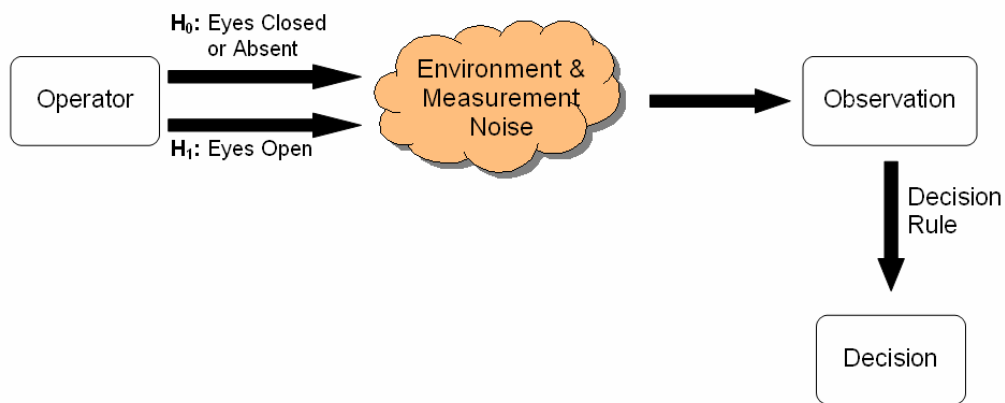 H₀: Eyes Closed
or Absent
Operator
H₁: Eyes Open
Environment &
Measurement
Noise
Observation
Decision
Rule
Decision